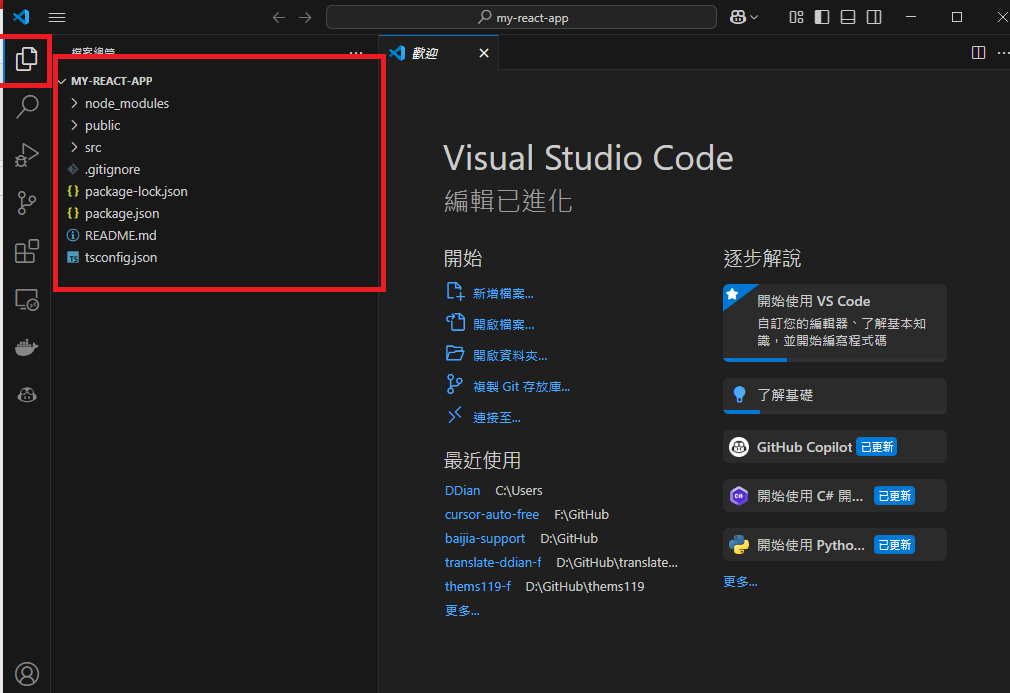 my-react-app
檔案總管
歡迎
MY-REACT-APP
node_modules
public
src
.gitignore
package-lock.json
package.json
README.md
tsconfig.json
Visual Studio Code
編輯已進化
開始
新增檔案...
開啟檔案...
開啟資料夾...
複製 Git 存放庫...
連接至...
最近使用
DDian C:\Users
cursor-auto-free F:\GitHub
baijia-support D:\GitHub
translate-ddian-f D:\GitHub\translate...
thems119-f D:\GitHub\thems119
更多...
逐步解說
開始使用 VS Code
自訂您的編輯器、了解基本知
識，並開始編寫程式碼
了解基礎
GitHub Copilot 已更新
開始使用 C# 開... 已更新
開始使用 Pytho... 已更新
更多...